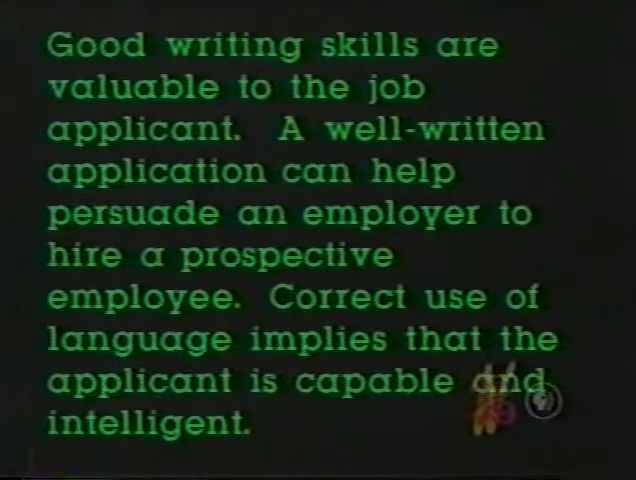 Good writing skills are
valuable to the job
applicant.  A well-written
application can help
persuade an employer to
hire a prospective
employee.  Correct use of
language implies that the
applicant is capable and
intelligent.